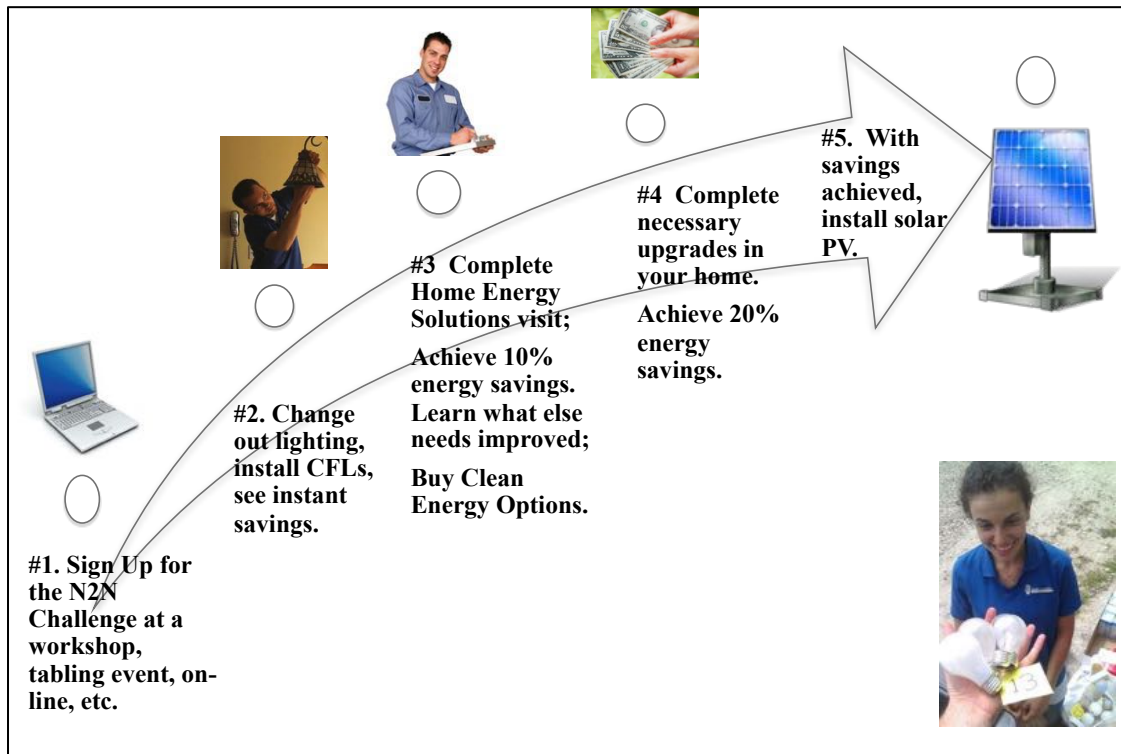 #1. Sign Up for
the N2N
Challenge at a
workshop,
tabling event, on-
line, etc.
#2. Change
out lighting,
install CFLs,
see instant
savings.
#3  Complete
Home Energy
Solutions visit;
Achieve 10%
energy savings.
Learn what else
needs improved;
Buy Clean
Energy Options.
#4  Complete
necessary
upgrades in
your home.
Achieve 20%
energy
savings.
#5.  With
savings
achieved,
install solar
PV.
13